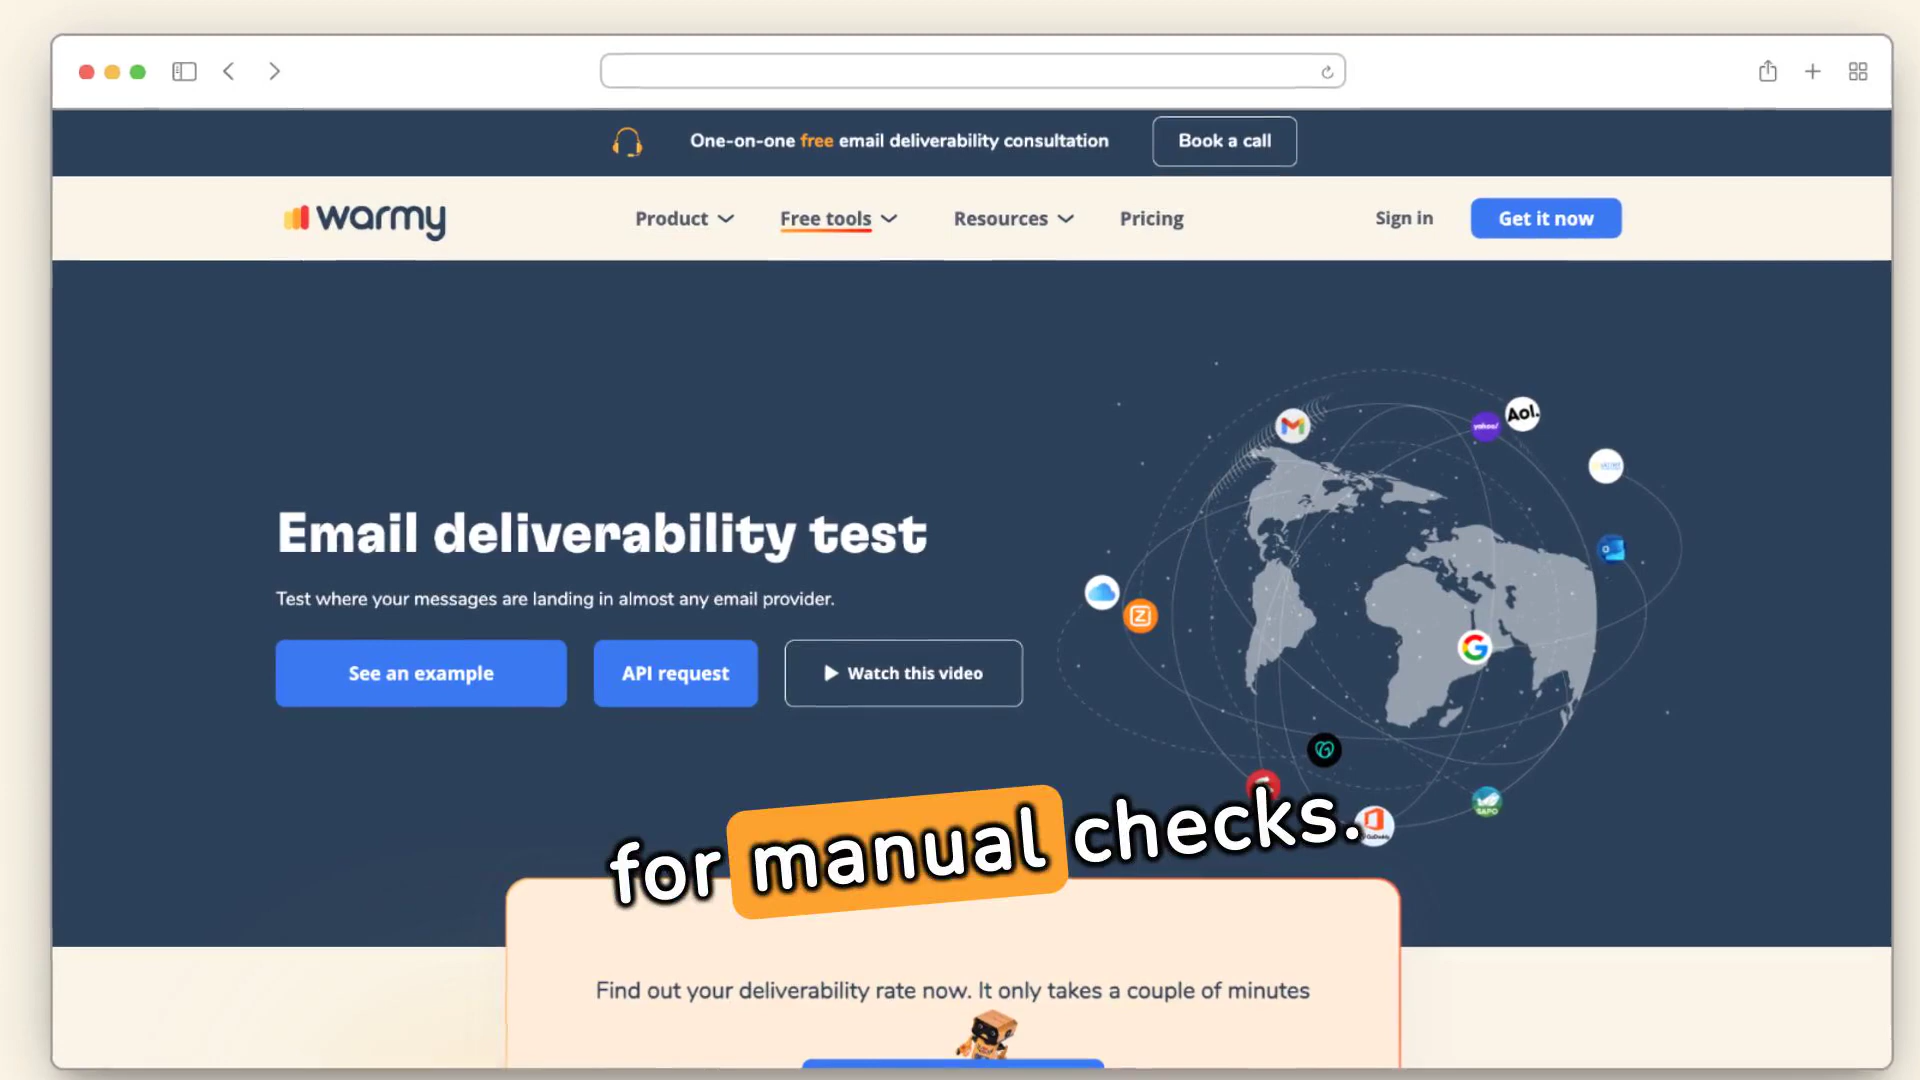 One-on-one free email deliverability consultation
Book a call
warmy
Product
Free tools
Resources
Pricing
Sign in
Get it now
Aol.
yahoo!
Email deliverability test
Test where your messages are landing in almost any email provider.
See an example
API request
Watch this video
SAPO
GoDaddy
for manual checks.
Find out your deliverability rate now. It only takes a couple of minutes